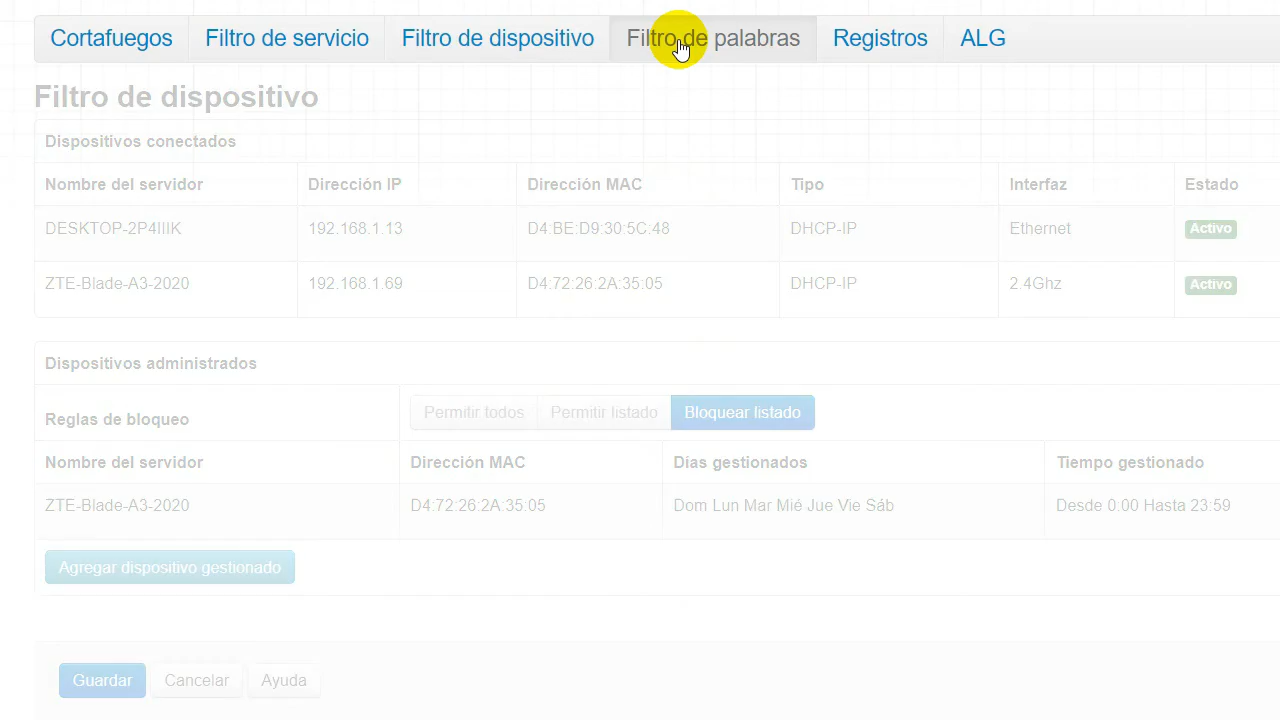 Cortafuegos Filtro de servicio Filtro de dispositivo Filtro de palabras Registros ALG
Filtro de dispositivo
Dispositivos conectados
Nombre del servidor Dirección IP Dirección MAC Tipo Interfaz Estado
DESKTOP-2P4IIIK 192.168.1.13 D4:BE:D9:30:5C:48 DHCP-IP Ethernet Activo
ZTE-Blade-A3-2020 192.168.1.69 D4:72:26:2A:35:05 DHCP-IP 2.4Ghz Activo
Dispositivos administrados
Reglas de bloqueo Permitir todos Permitir listado Bloquear listado
Nombre del servidor Dirección MAC Días gestionados Tiempo gestionado
ZTE-Blade-A3-2020 D4:72:26:2A:35:05 Dom Lun Mar Mié Jue Vie Sáb Desde 0:00 Hasta 23:59
Agregar dispositivo gestionado
Guardar Cancelar Ayuda